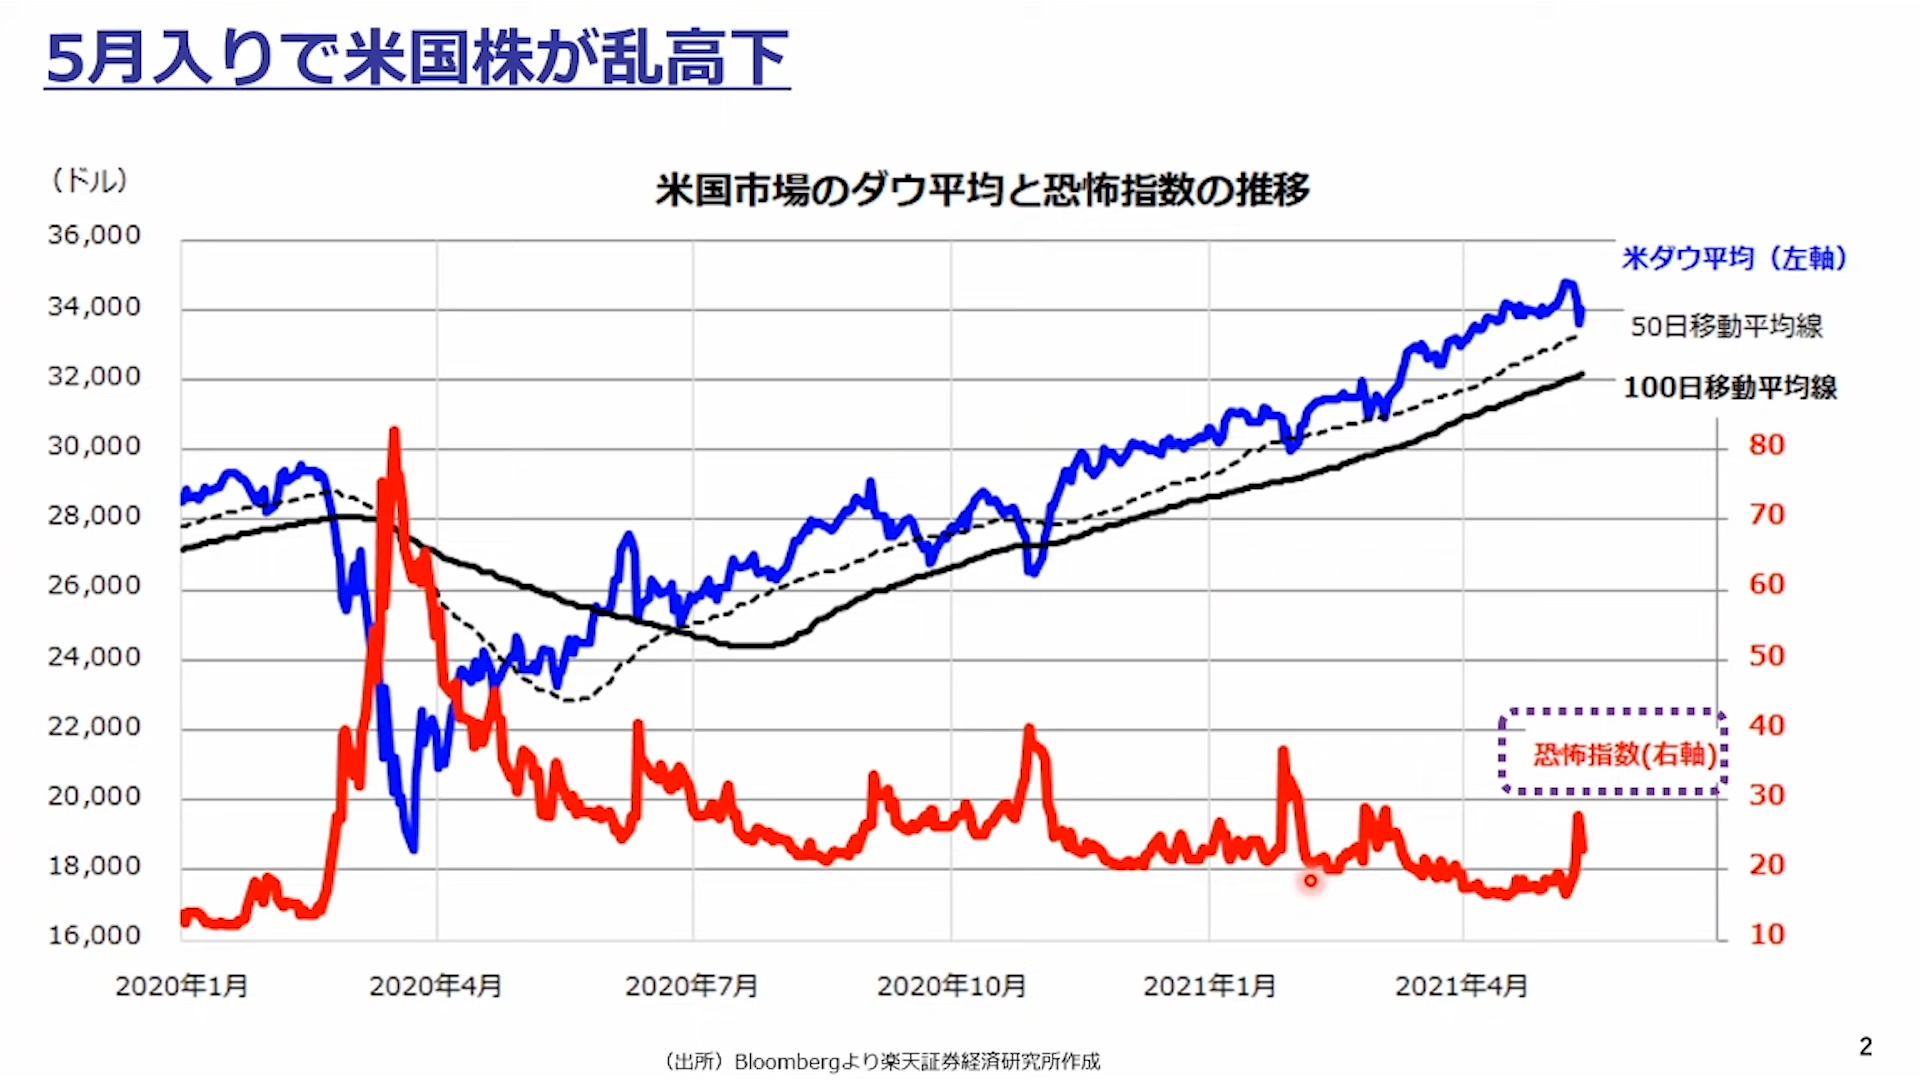 5月入りで米国株が乱高下
(ドル)
米国市場のダウ平均と恐怖指数の推移
36,000
34,000
32,000
30,000
28,000
26,000
24,000
22,000
20,000
18,000
16,000
米ダウ平均（左軸）
50日移動平均線
100日移動平均線
80
70
60
50
40
30
20
10
恐怖指数(右軸)
2020年1月 2020年4月 2020年7月 2020年10月 2021年1月 2021年4月
（出所）Bloombergより楽天証券経済研究所作成
2